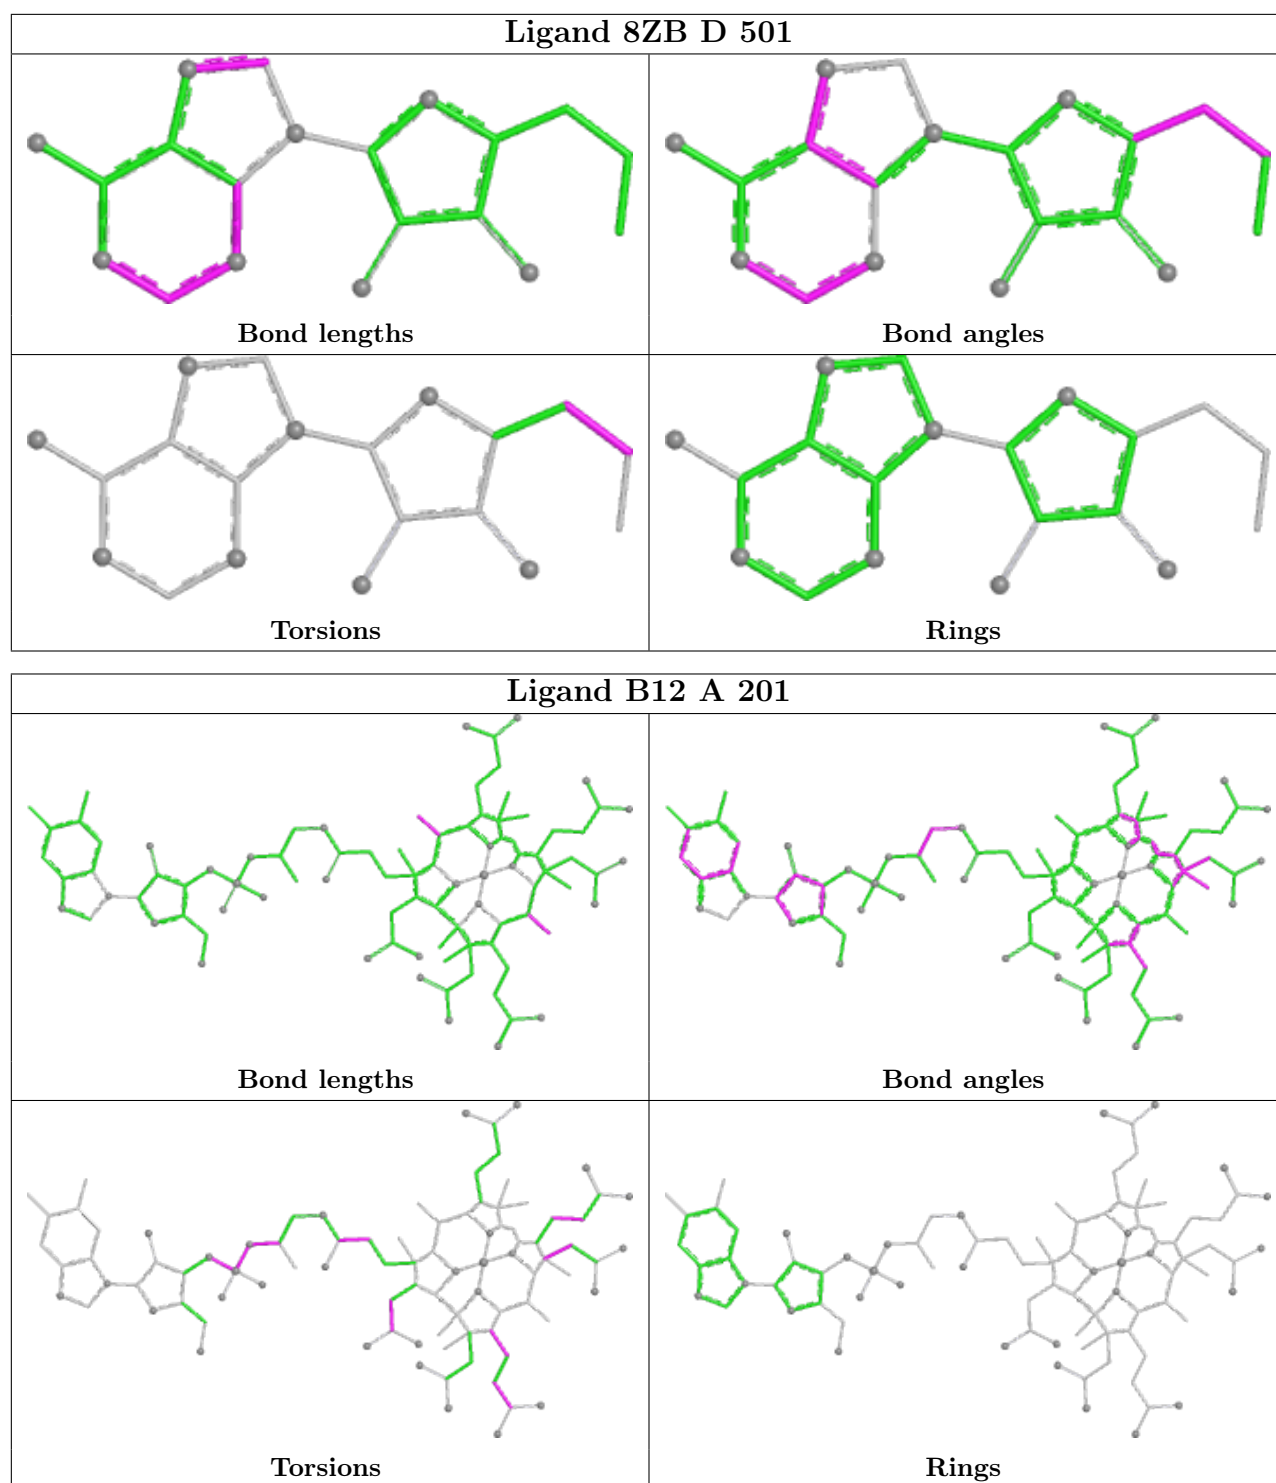 Ligand 8ZB D 501
Bond lengths
Bond angles
Torsions
Rings
Ligand B12 A 201
Bond lengths
Bond angles
Torsions
Rings